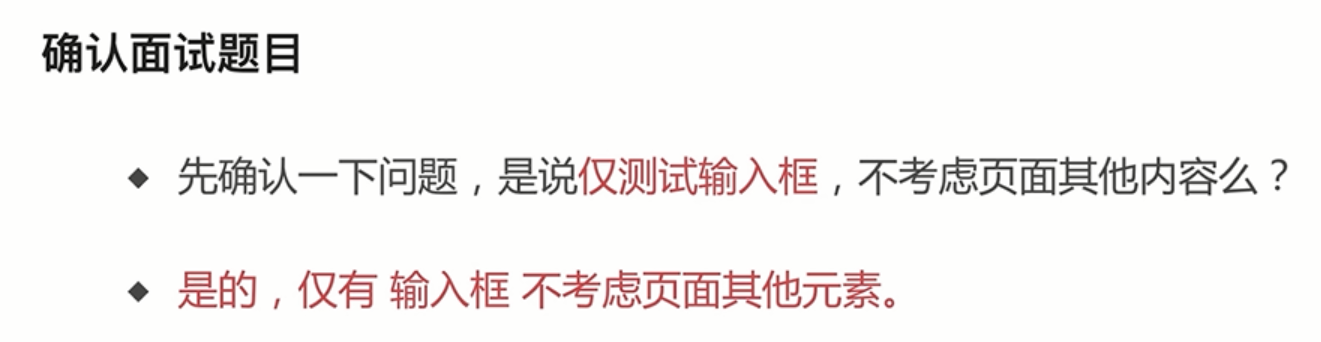 确认面试题目
◆ 先确认一下问题，是说仅测试输入框，不考虑页面其他内容么？
◆ 是的，仅有 输入框 不考虑页面其他元素。